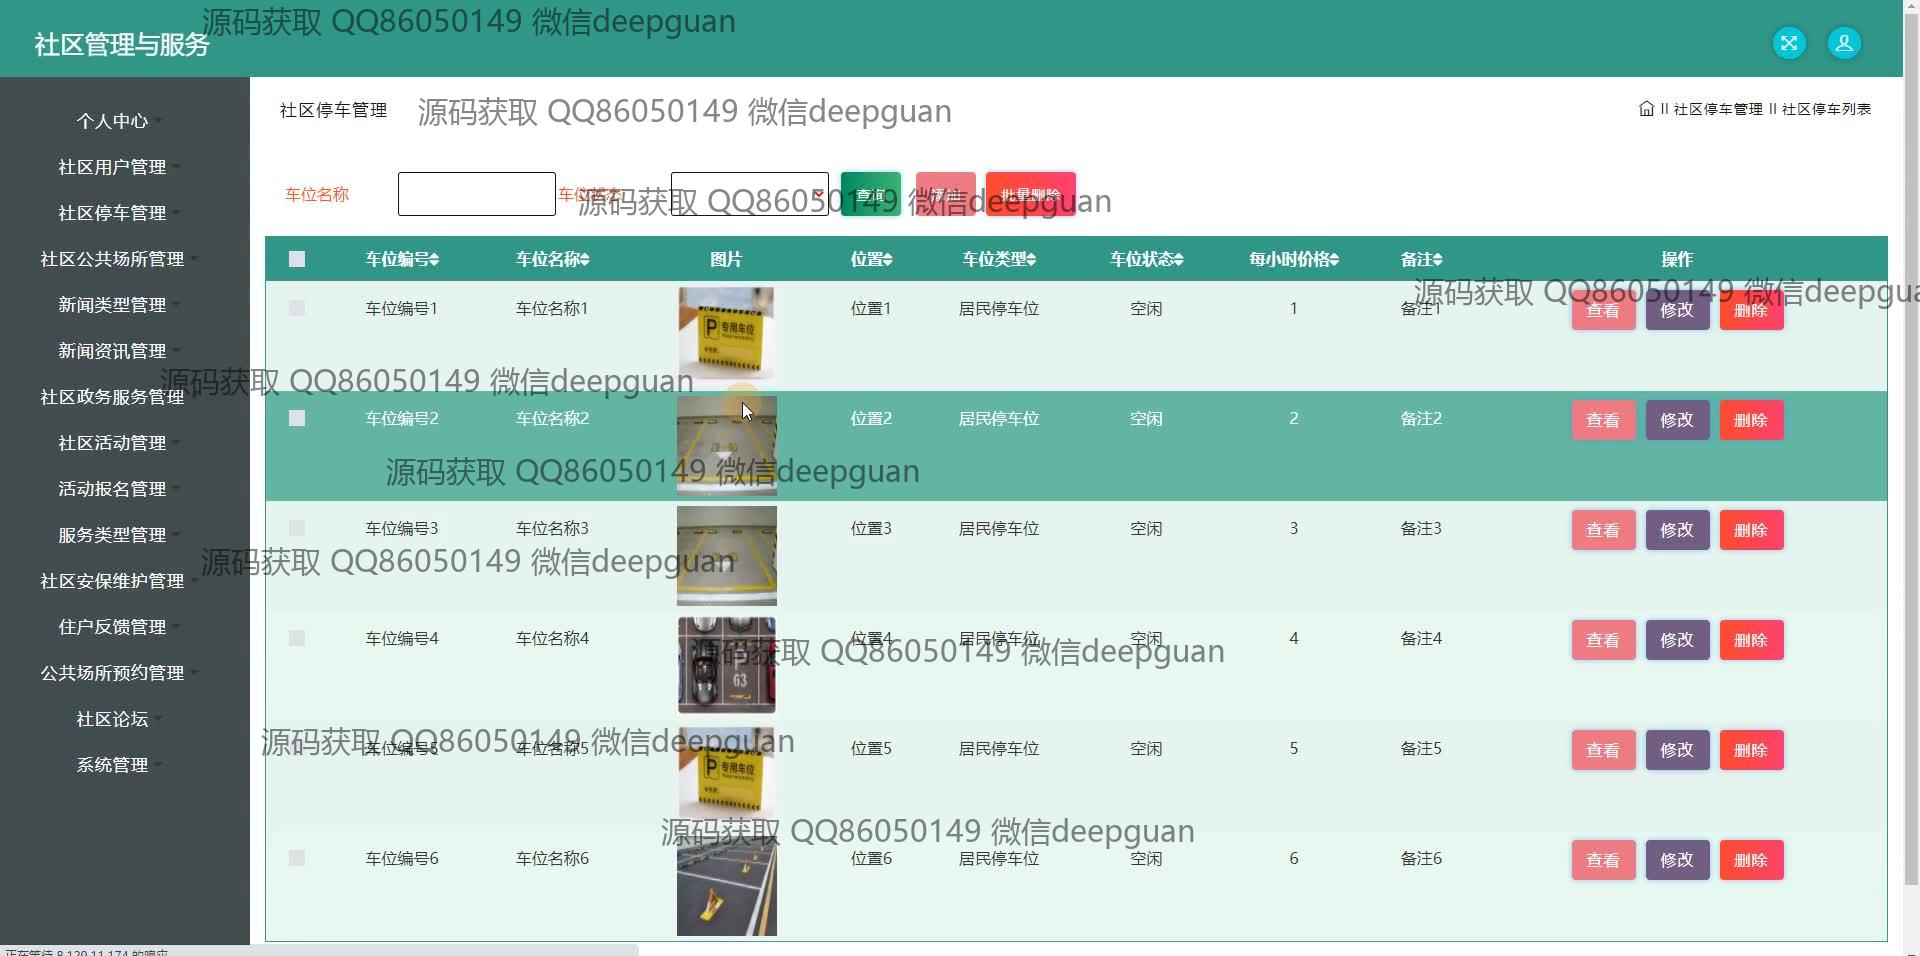 源码获取 QQ86050149 微信deepguan
社区管理与服务
个人中心
社区用户管理
社区停车管理
社区公共场所管理
新闻类型管理
新闻资讯管理
社区政务服务管理
社区活动管理
活动报名管理
服务类型管理
社区安保维护管理
住户反馈管理
公共场所预约管理
社区论坛
系统管理
社区停车管理 源码获取 QQ86050149 微信deepguan
II 社区停车管理 II 社区停车列表
车位名称 车位状态 查询 添加 批量删除
源码获取 QQ86050149 微信deepguan
车位编号 车位名称 图片 位置 车位类型 车位状态 每小时价格 备注 操作
源码获取 QQ86050149 微信deepgua
车位编号1 车位名称1 位置1 居民停车位 空闲 1 备注1 查看 修改 删除
P 专用车位
源码获取 QQ86050149 微信deepguan
车位编号2 车位名称2 位置2 居民停车位 空闲 2 备注2 查看 修改 删除
源码获取 QQ86050149 微信deepguan
车位编号3 车位名称3 位置3 居民停车位 空闲 3 备注3 查看 修改 删除
源码获取 QQ86050149 微信deepguan
车位编号4 车位名称4 位置4 居民停车位 空闲 4 备注4 查看 修改 删除
源码获取 QQ86050149 微信deepguan
63
源码获取 QQ86050149 微信deepguan
车位编号5 车位名称5 位置5 居民停车位 空闲 5 备注5 查看 修改 删除
P 专用车位
源码获取 QQ86050149 微信deepguan
车位编号6 车位名称6 位置6 居民停车位 空闲 6 备注6 查看 修改 删除
正在等待 8.129.11.174 的响应